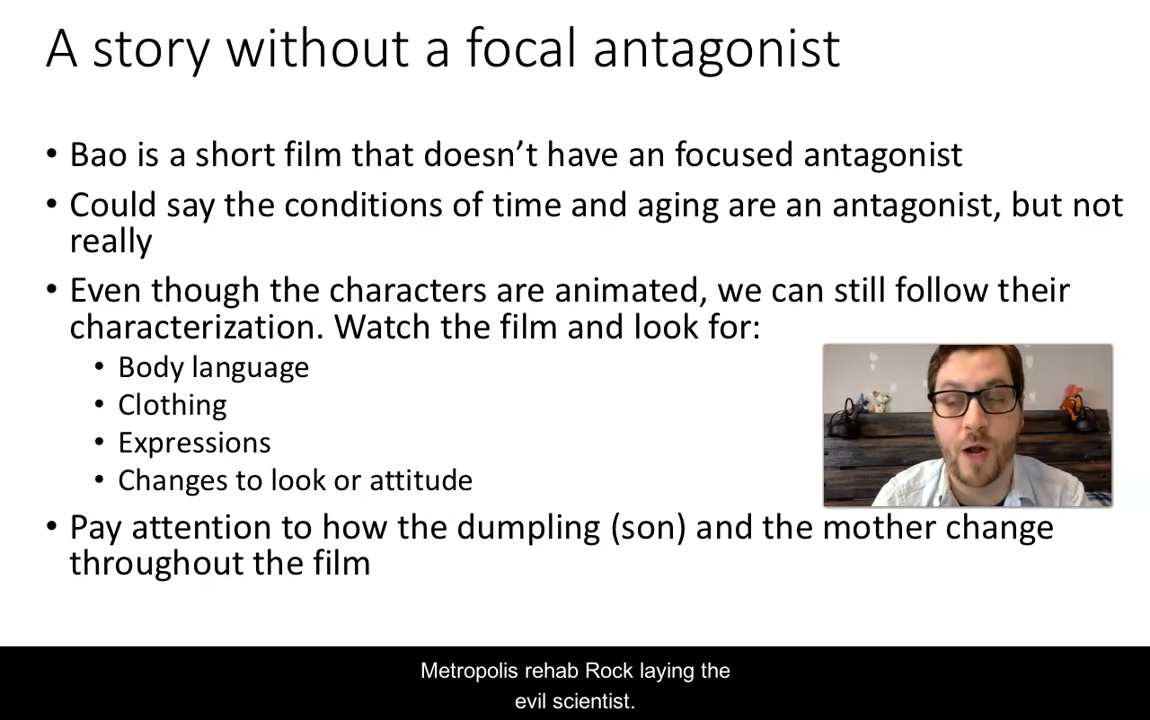 A story without a focal antagonist
• Bao is a short film that doesn’t have an focused antagonist
• Could say the conditions of time and aging are an antagonist, but not
really
• Even though the characters are animated, we can still follow their
characterization. Watch the film and look for:
• Body language
• Clothing
• Expressions
• Changes to look or attitude
• Pay attention to how the dumpling (son) and the mother change
throughout the film
Metropolis rehab Rock laying the
evil scientist.